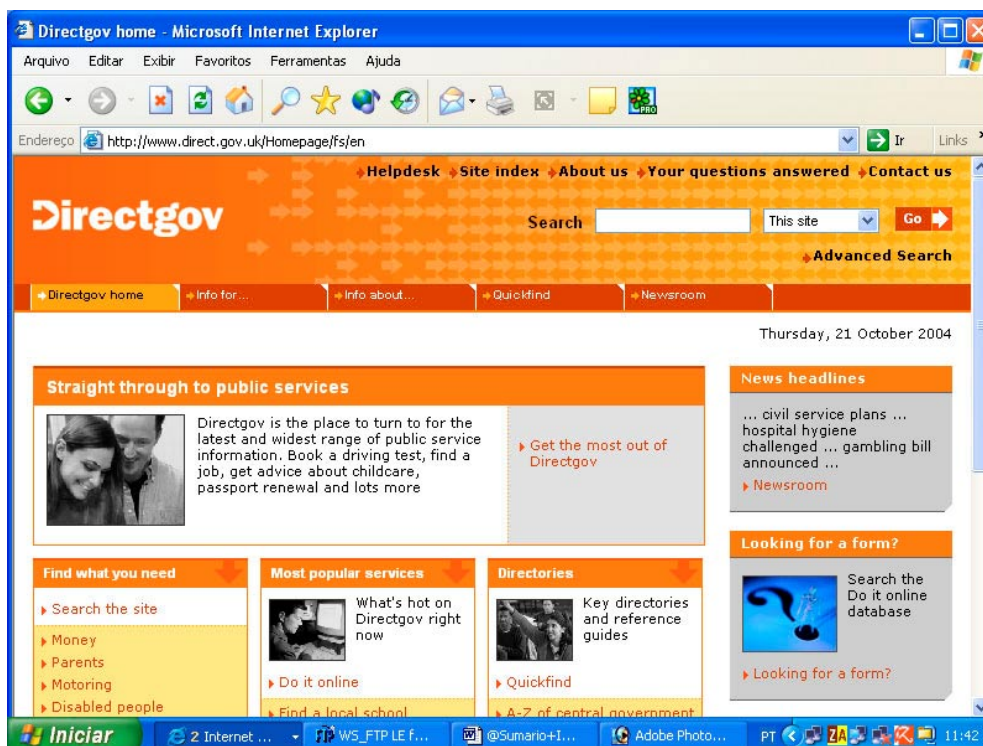 Directgov home - Microsoft Internet Explorer
Arquivo Editar Exibir Favoritos Ferramentas Ajuda
PRO
Endereço http://www.direct.gov.uk/Homepage/fs/en Ir Links
Helpdesk Site index About us Your questions answered Contact us
Directgov
Search This site Go
Advanced Search
Directgov home Info for... Info about... Quickfind Newsroom
Thursday, 21 October 2004
Straight through to public services
Directgov is the place to turn to for the
latest and widest range of public service
information. Book a driving test, find a
job, get advice about childcare,
passport renewal and lots more
Get the most out of
Directgov
News headlines
... civil service plans ...
hospital hygiene
challenged ... gambling bill
announced ...
Newsroom
Find what you need
Search the site
Money
Parents
Motoring
Disabled people
Most popular services
What's hot on
Directgov right
now
Do it online
Find a local school
Directories
Key directories
and reference
guides
Quickfind
A-Z of central government
Looking for a form?
Search the
Do it online
database
Looking for a form?
Iniciar 2 Internet ... WS_FTP LE f... @Sumario+I... Adobe Photo... PT ZA 11:42